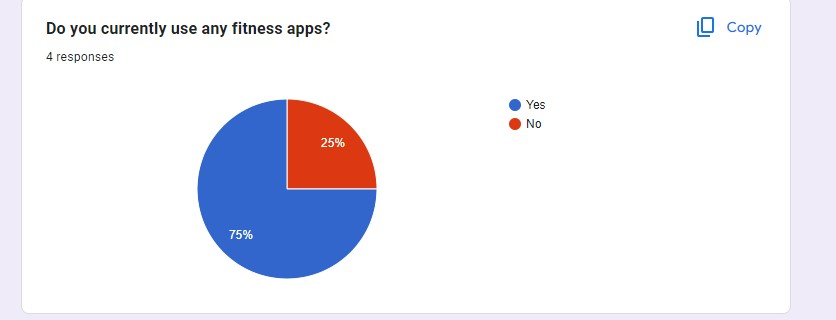 Do you currently use any fitness apps?
Copy
4 responses
Yes
No
25%
75%